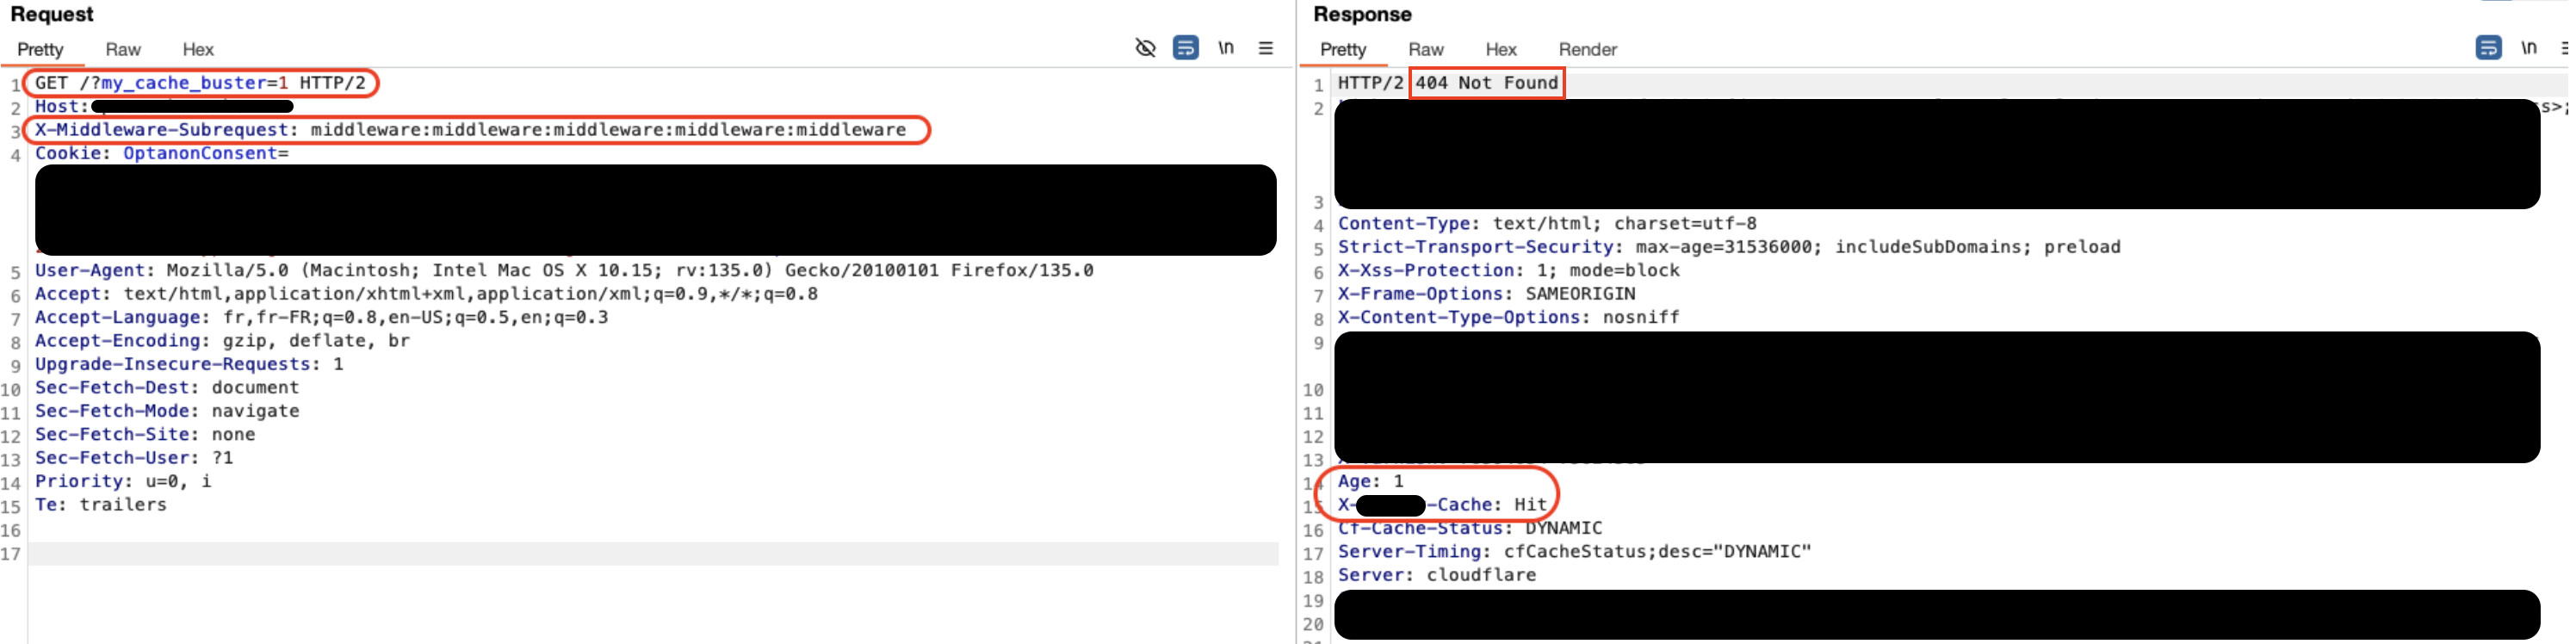 Request
Pretty Raw Hex
\n
1 GET /?my_cache_buster=1 HTTP/2
2 Host:
3 X-Middleware-Subrequest: middleware:middleware:middleware:middleware:middleware
4 Cookie: OptanonConsent=
5 User-Agent: Mozilla/5.0 (Macintosh; Intel Mac OS X 10.15; rv:135.0) Gecko/20100101 Firefox/135.0
6 Accept: text/html,application/xhtml+xml,application/xml;q=0.9,*/*;q=0.8
7 Accept-Language: fr,fr-FR;q=0.8,en-US;q=0.5,en;q=0.3
8 Accept-Encoding: gzip, deflate, br
9 Upgrade-Insecure-Requests: 1
10 Sec-Fetch-Dest: document
11 Sec-Fetch-Mode: navigate
12 Sec-Fetch-Site: none
13 Sec-Fetch-User: ?1
14 Priority: u=0, i
15 Te: trailers
16
17
Response
Pretty Raw Hex Render
\n
1 HTTP/2 404 Not Found
2 s>;
3
4 Content-Type: text/html; charset=utf-8
5 Strict-Transport-Security: max-age=31536000; includeSubDomains; preload
6 X-Xss-Protection: 1; mode=block
7 X-Frame-Options: SAMEORIGIN
8 X-Content-Type-Options: nosniff
9
10
11
12
13
14 Age: 1
15 X- -Cache: Hit
16 Cf-Cache-Status: DYNAMIC
17 Server-Timing: cfCacheStatus;desc="DYNAMIC"
18 Server: cloudflare
19
20